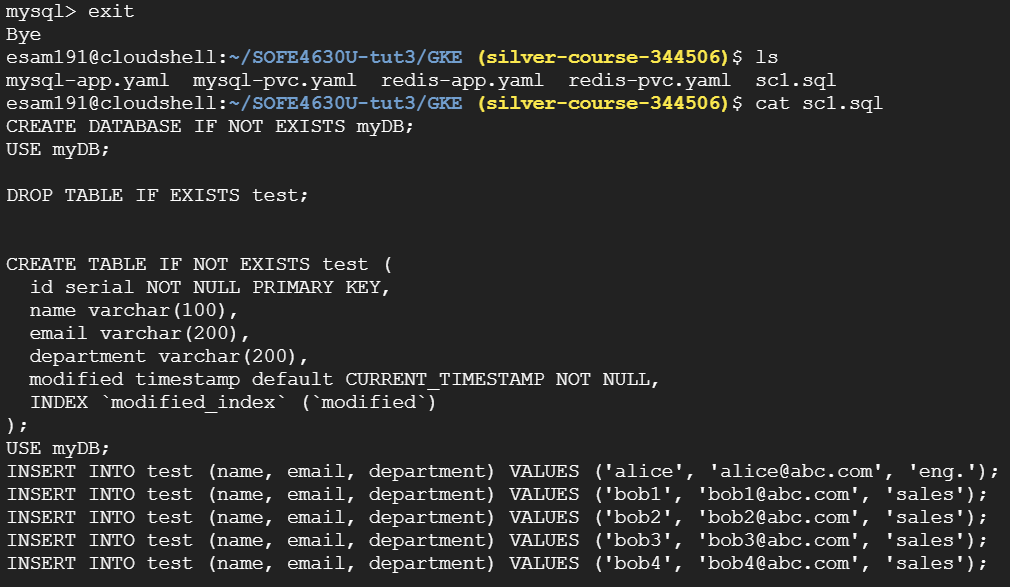 mysql> exit
Bye
esam191@cloudshell:~/SOFE4630U-tut3/GKE (silver-course-344506)$ ls
mysql-app.yaml  mysql-pvc.yaml  redis-app.yaml  redis-pvc.yaml  sc1.sql
esam191@cloudshell:~/SOFE4630U-tut3/GKE (silver-course-344506)$ cat sc1.sql
CREATE DATABASE IF NOT EXISTS myDB;
USE myDB;

DROP TABLE IF EXISTS test;


CREATE TABLE IF NOT EXISTS test (
  id serial NOT NULL PRIMARY KEY,
  name varchar(100),
  email varchar(200),
  department varchar(200),
  modified timestamp default CURRENT_TIMESTAMP NOT NULL,
  INDEX `modified_index` (`modified`)
);
USE myDB;
INSERT INTO test (name, email, department) VALUES ('alice', 'alice@abc.com', 'eng.');
INSERT INTO test (name, email, department) VALUES ('bob1', 'bob1@abc.com', 'sales');
INSERT INTO test (name, email, department) VALUES ('bob2', 'bob2@abc.com', 'sales');
INSERT INTO test (name, email, department) VALUES ('bob3', 'bob3@abc.com', 'sales');
INSERT INTO test (name, email, department) VALUES ('bob4', 'bob4@abc.com', 'sales');